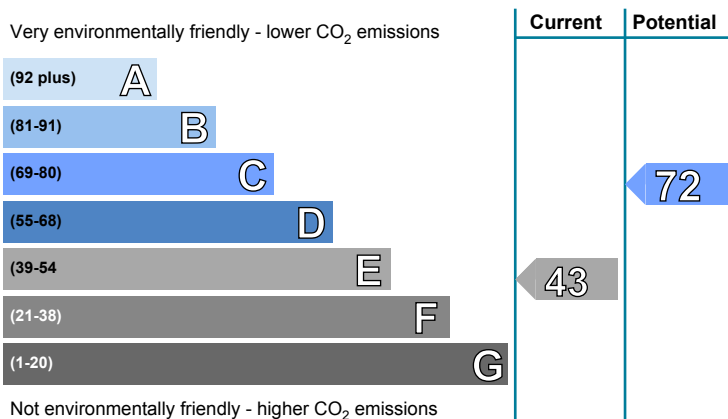 Current Potential
Very environmentally friendly - lower CO2 emissions
(92 plus) A
(81-91) B
(69-80) C
72
(55-68) D
(39-54 E
43
(21-38) F
(1-20) G
Not environmentally friendly - higher CO2 emissions